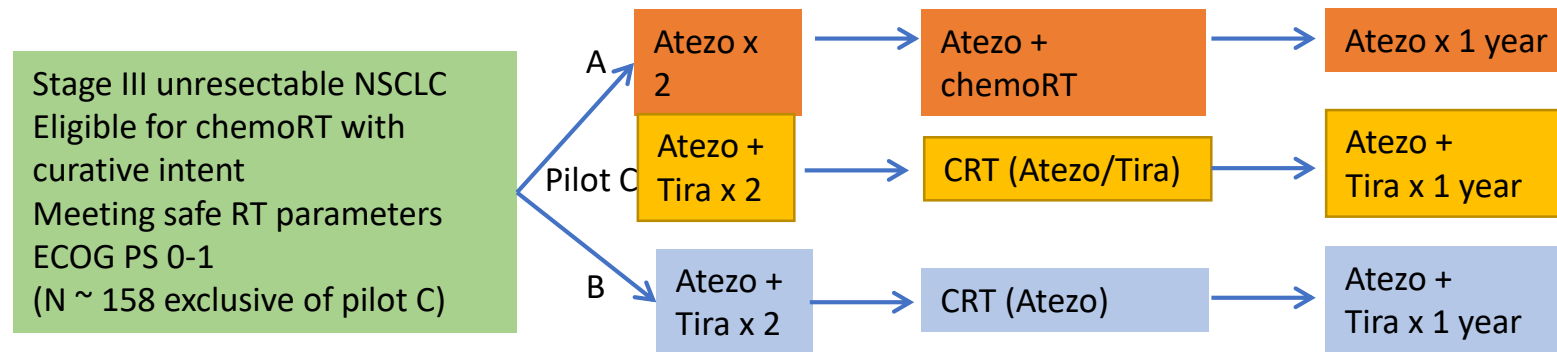 Stage III unresectable NSCLC
Eligible for chemoRT with
curative intent
Meeting safe RT parameters
ECOG PS 0-1
(N ~ 158 exclusive of pilot C)
A
Atezo x
2
Atezo +
chemoRT
Atezo x 1 year
Pilot C
Atezo +
Tira x 2
CRT (Atezo/Tira)
Atezo +
Tira x 1 year
B
Atezo +
Tira x 2
CRT (Atezo)
Atezo +
Tira x 1 year